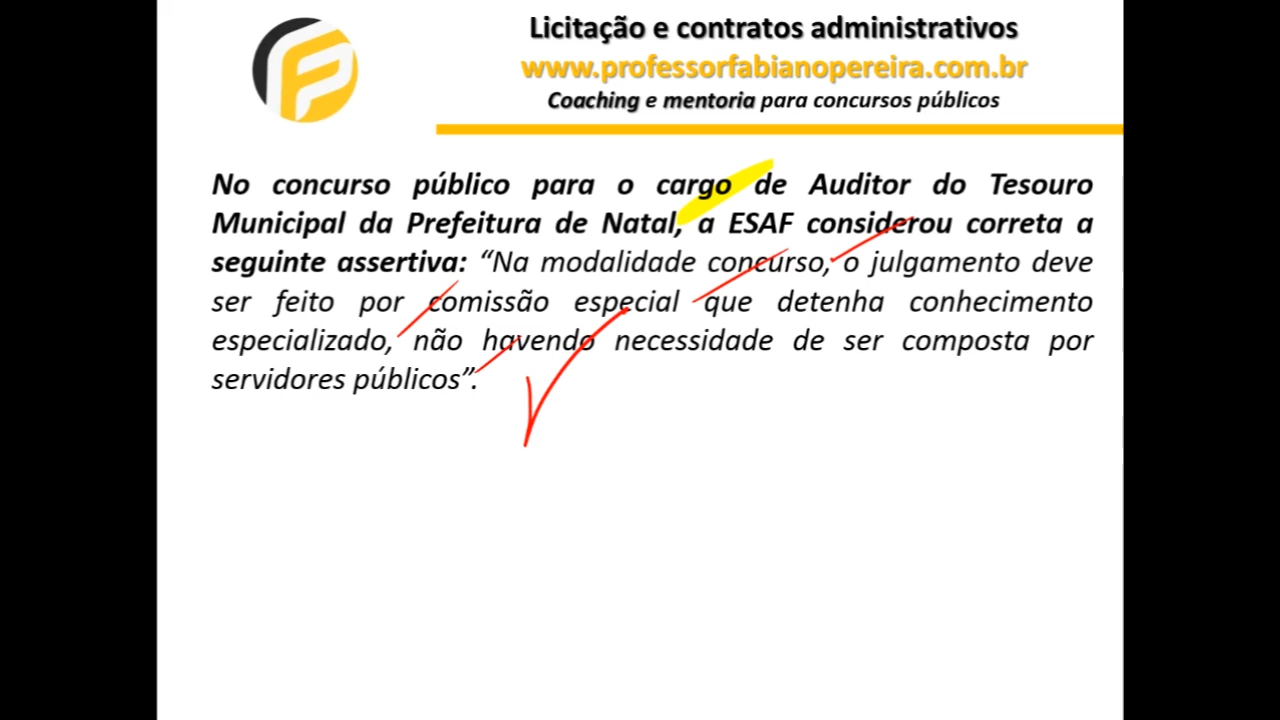 Licitação e contratos administrativos
www.professorfabianopereira.com.br
Coaching e mentoria para concursos públicos
No concurso público para o cargo de Auditor do Tesouro
Municipal da Prefeitura de Natal, a ESAF considerou correta a
seguinte assertiva: “Na modalidade concurso, o julgamento deve
ser feito por comissão especial que detenha conhecimento
especializado, não havendo necessidade de ser composta por
servidores públicos”.